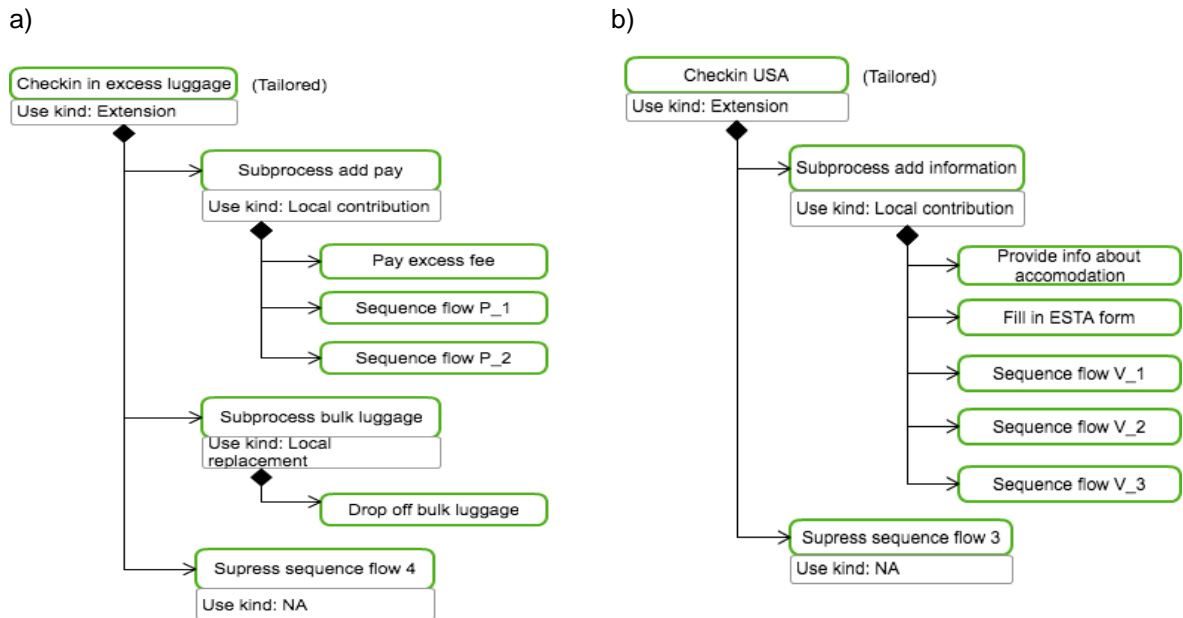 a)
Checkin in excess luggage
(Tailored)
Use kind: Extension
Subprocess add pay
Use kind: Local contribution
Pay excess fee
Sequence flow P_1
Sequence flow P_2
Subprocess bulk luggage
Use kind: Local
replacement
Drop off bulk luggage
Supress sequence flow 4
Use kind: NA
b)
Checkin USA
(Tailored)
Use kind: Extension
Subprocess add information
Use kind: Local contribution
Provide info about
accomodation
Fill in ESTA form
Sequence flow V_1
Sequence flow V_2
Sequence flow V_3
Supress sequence flow 3
Use kind: NA